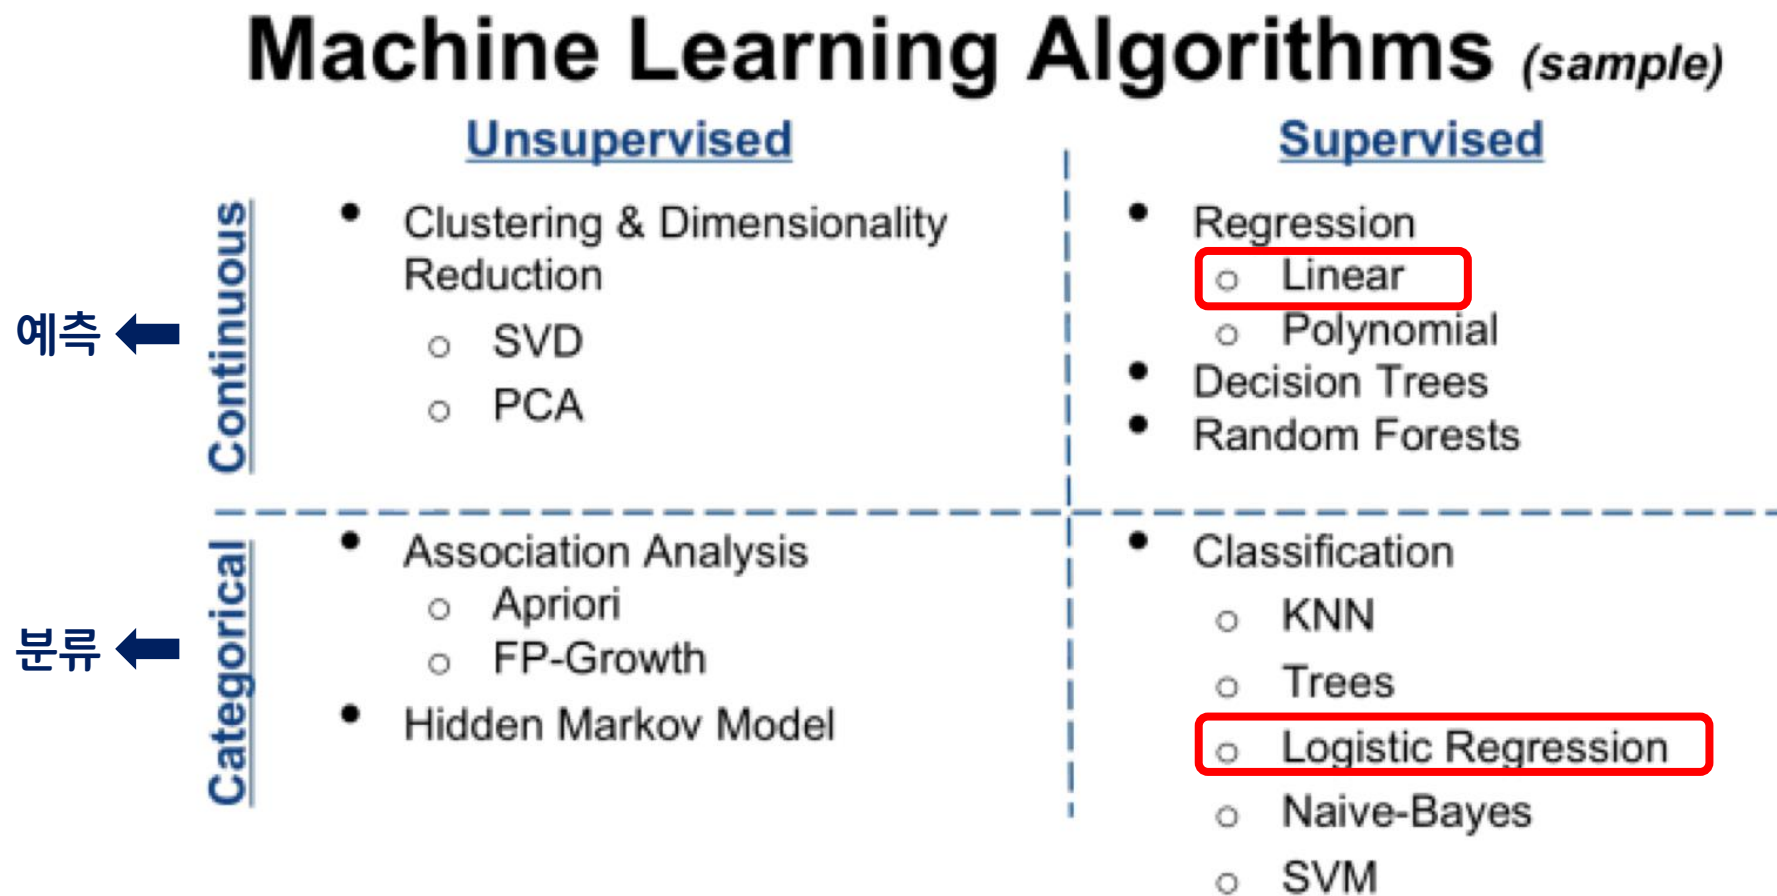 Machine Learning Algorithms (sample)
Unsupervised
Supervised
예측
Continuous
Clustering & Dimensionality
Reduction
SVD
PCA
Regression
Linear
Polynomial
Decision Trees
Random Forests
분류
Categorical
Association Analysis
Apriori
FP-Growth
Hidden Markov Model
Classification
KNN
Trees
Logistic Regression
Naive-Bayes
SVM